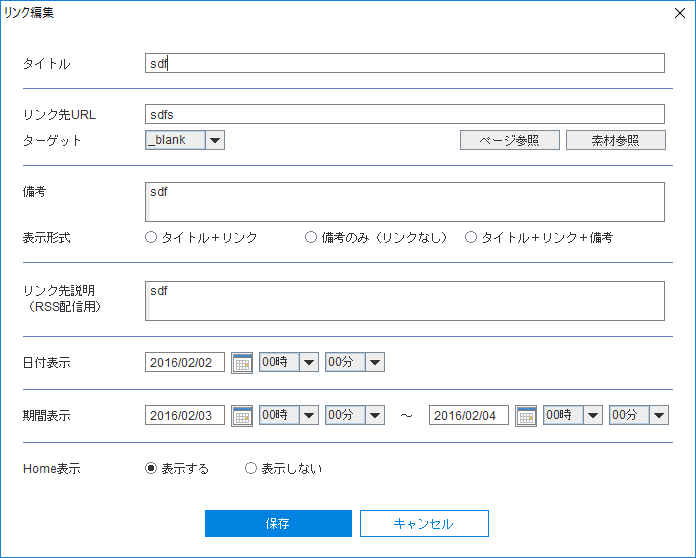 リンク編集
タイトル sdf
リンク先URL sdfs
ターゲット _blank ページ参照 素材参照
備考 sdf
表示形式 タイトル＋リンク 備考のみ（リンクなし） タイトル＋リンク＋備考
リンク先説明 sdf
（RSS配信用）
日付表示 2016/02/02 00時 00分
期間表示 2016/02/03 00時 00分 ～ 2016/02/04 00時 00分
Home表示 表示する 表示しない
保存 キャンセル